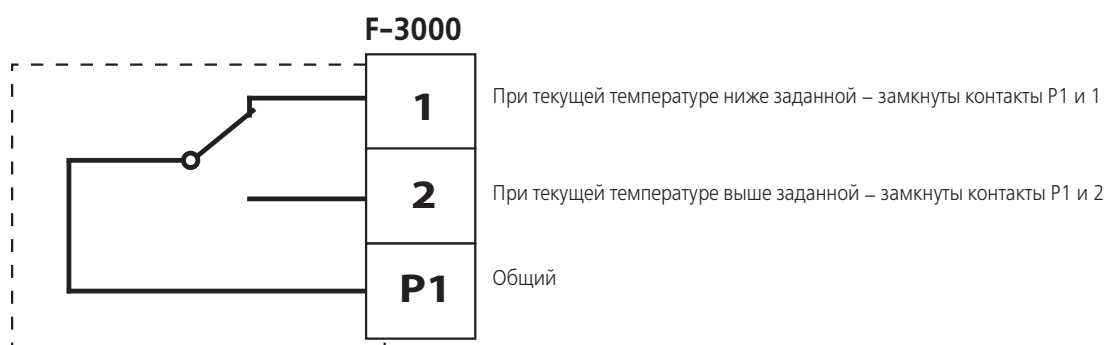 F-3000
1 При текущей температуре ниже заданной – замкнуты контакты P1 и 1
2 При текущей температуре выше заданной – замкнуты контакты P1 и 2
P1 Общий